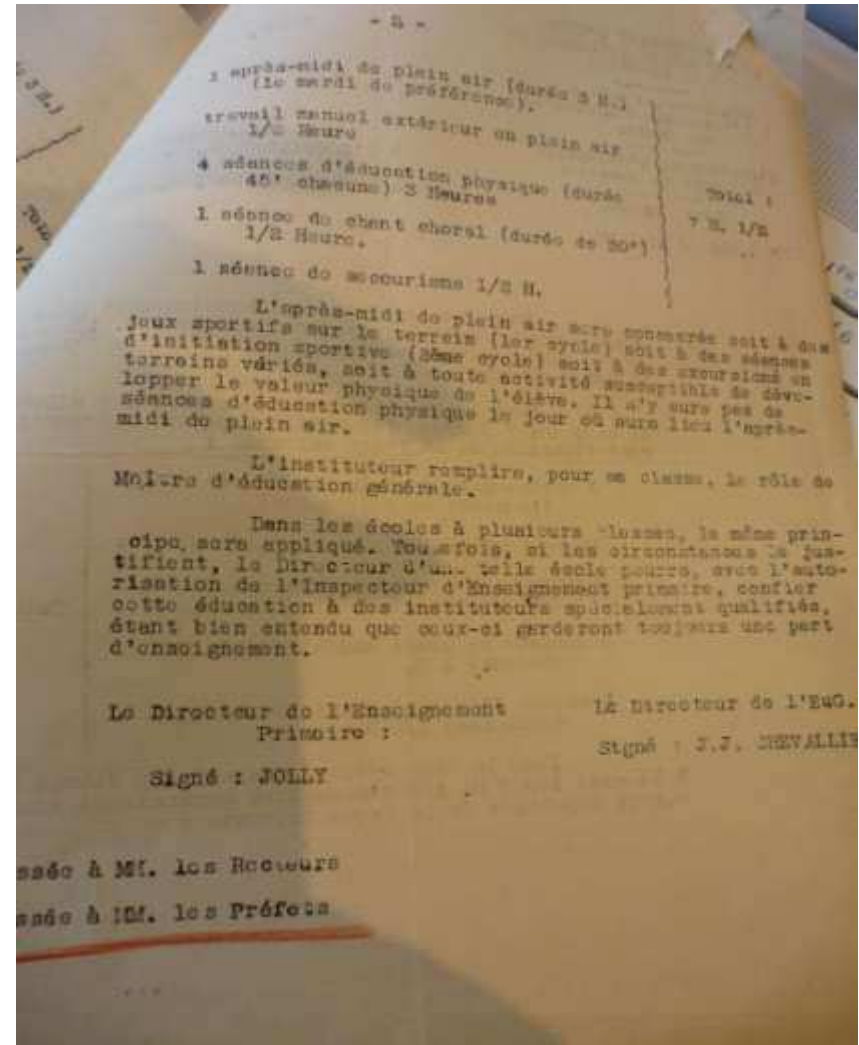 - 2 -
1 après-midi de plein air (durée 3 H.)
(le mardi de préférence).
travail manuel extérieur en plein air
1/2 Heure
4 séances d'éducation physique (durée
45' chacune) 3 Heures
Total :
7 H. 1/2
1 séance de chant choral (durée de 30')
1/2 Heure.
1 séance de secourisme 1/2 H.
L'après-midi de plein air sera consacrée soit à des
jeux sportifs sur le terrain (1er cycle) soit à des séances
d'initiation sportive (2ème cycle) soit à des excursions en
terrains variés, soit à toute activité susceptible de déve-
lopper la valeur physique de l'élève. Il n'y aura pas de
séances d'éducation physique le jour où aura lieu l'après-
midi de plein air.
L'instituteur remplira, pour sa classe, le rôle de
Maître d'éducation générale.
Dans les écoles à plusieurs classes, le même prin-
cipe sera appliqué. Toutefois, si les circonstances le jus-
tifient, le Directeur d'une telle école pourra, avec l'auto-
risation de l'Inspecteur d'Enseignement primaire, confier
cette éducation à des instituteurs spécialement qualifiés,
étant bien entendu que ceux-ci garderont toujours une part
d'enseignement.
Le Directeur de l'Enseignement
Primaire :
Le Directeur de l'E.G.
Signé : J.J. CHEVALLIE
Signé : JOLLY
ssée à MM. les Recteurs
ssée à MM. les Préfets